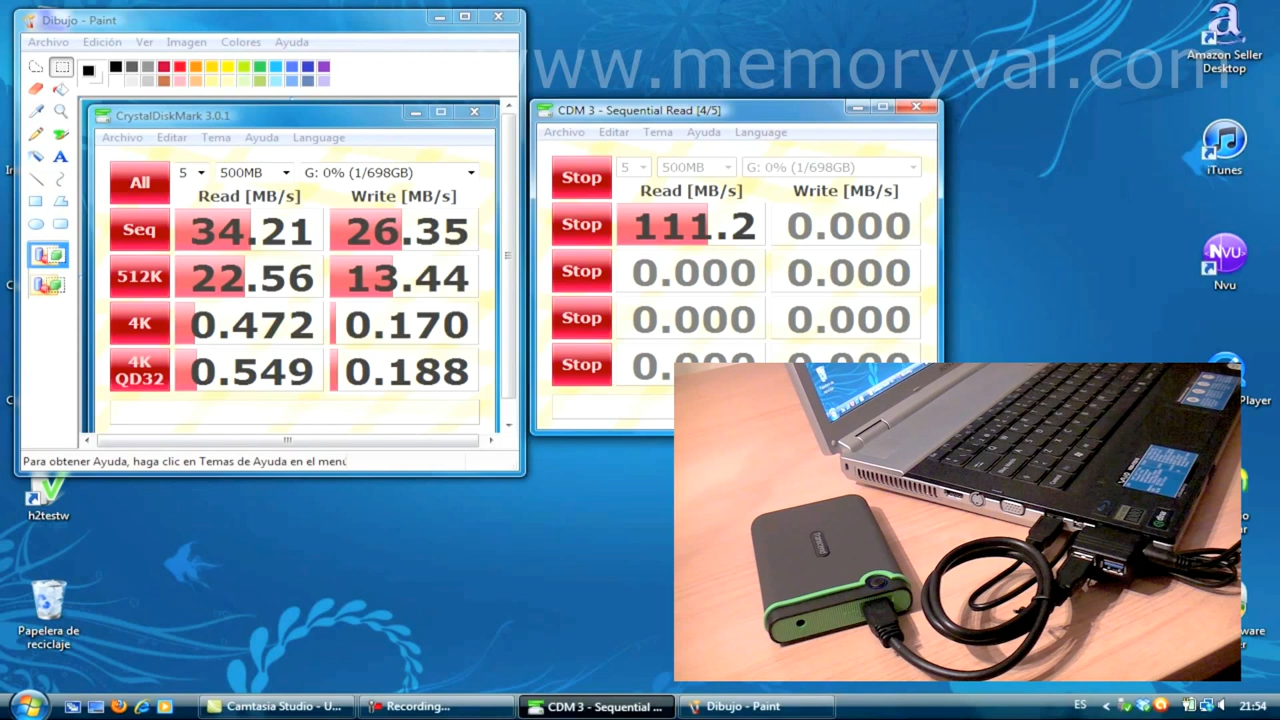 Dibujo - Paint
Archivo Edición Ver Imagen Colores Ayuda
www.memoryval.com
Amazon Seller
Desktop
CrystalDiskMark 3.0.1
Archivo Editar Tema Ayuda Language
All 5 500MB G: 0% (1/698GB)
Read [MB/s] Write [MB/s]
Seq 34.21 26.35
512K 22.56 13.44
4K 0.472 0.170
4K
QD32 0.549 0.188
Para obtener Ayuda, haga clic en Temas de Ayuda en el menú
CDM 3 - Sequential Read [4/5]
Archivo Editar Tema Ayuda Language
Stop 5 500MB G: 0% (1/698GB)
Read [MB/s] Write [MB/s]
Stop 111.2 0.000
Stop 0.000 0.000
Stop 0.000 0.000
Stop
iTunes
NVU
Nvu
Player
Transcend
h2testw
Papelera de
reciclaje
Camtasia Studio - U...
Recording...
CDM 3 - Sequential ...
Dibujo - Paint
ES
21:54